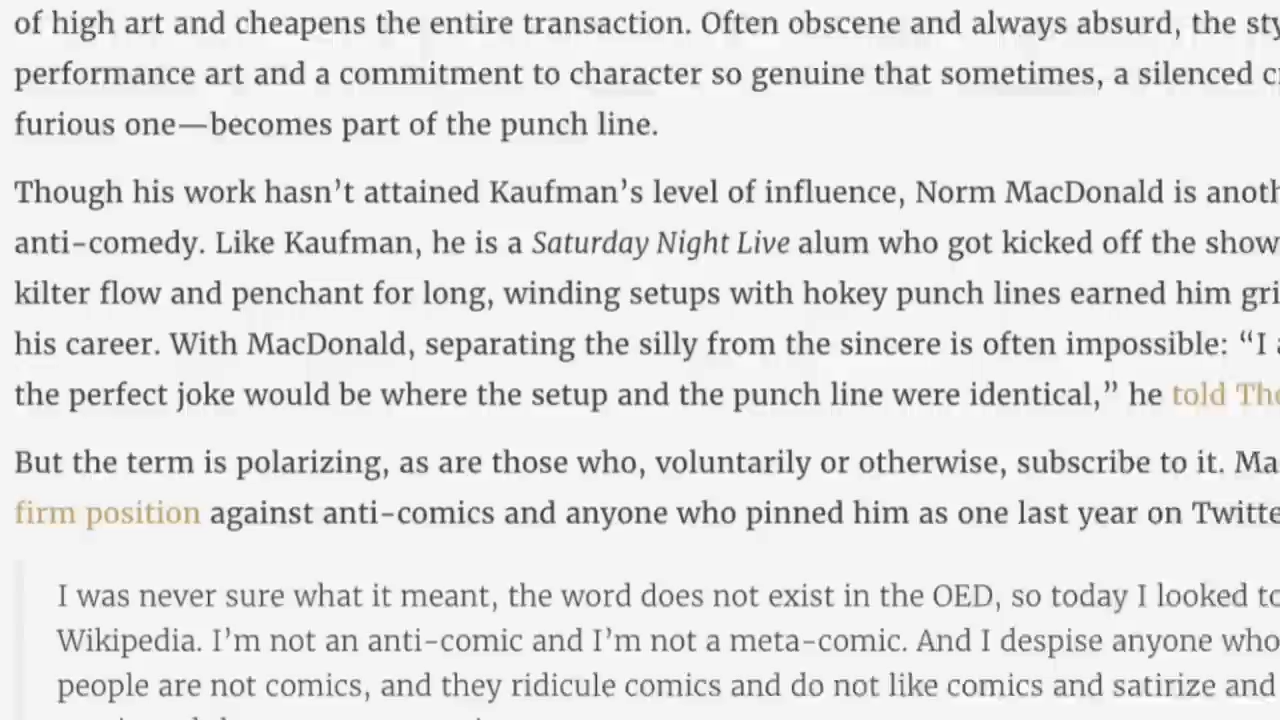 of high art and cheapens the entire transaction. Often obscene and always absurd, the
performance art and a commitment to character so genuine that sometimes, a silenced
furious one—becomes part of the punch line.
Though his work hasn’t attained Kaufman’s level of influence, Norm MacDonald is
anti-comedy. Like Kaufman, he is a Saturday Night Live alum who got kicked off the show
kilter flow and penchant for long, winding setups with hokey punch lines earned him
his career. With MacDonald, separating the silly from the sincere is often impossible: “I
the perfect joke would be where the setup and the punch line were identical,” he told
But the term is polarizing, as are those who, voluntarily or otherwise, subscribe to it.
firm position against anti-comics and anyone who pinned him as one last year on
I was never sure what it meant, the word does not exist in the OED, so today I looked
Wikipedia. I’m not an anti-comic and I’m not a meta-comic. And I despise anyone who
people are not comics, and they ridicule comics and do not like comics and satirize and